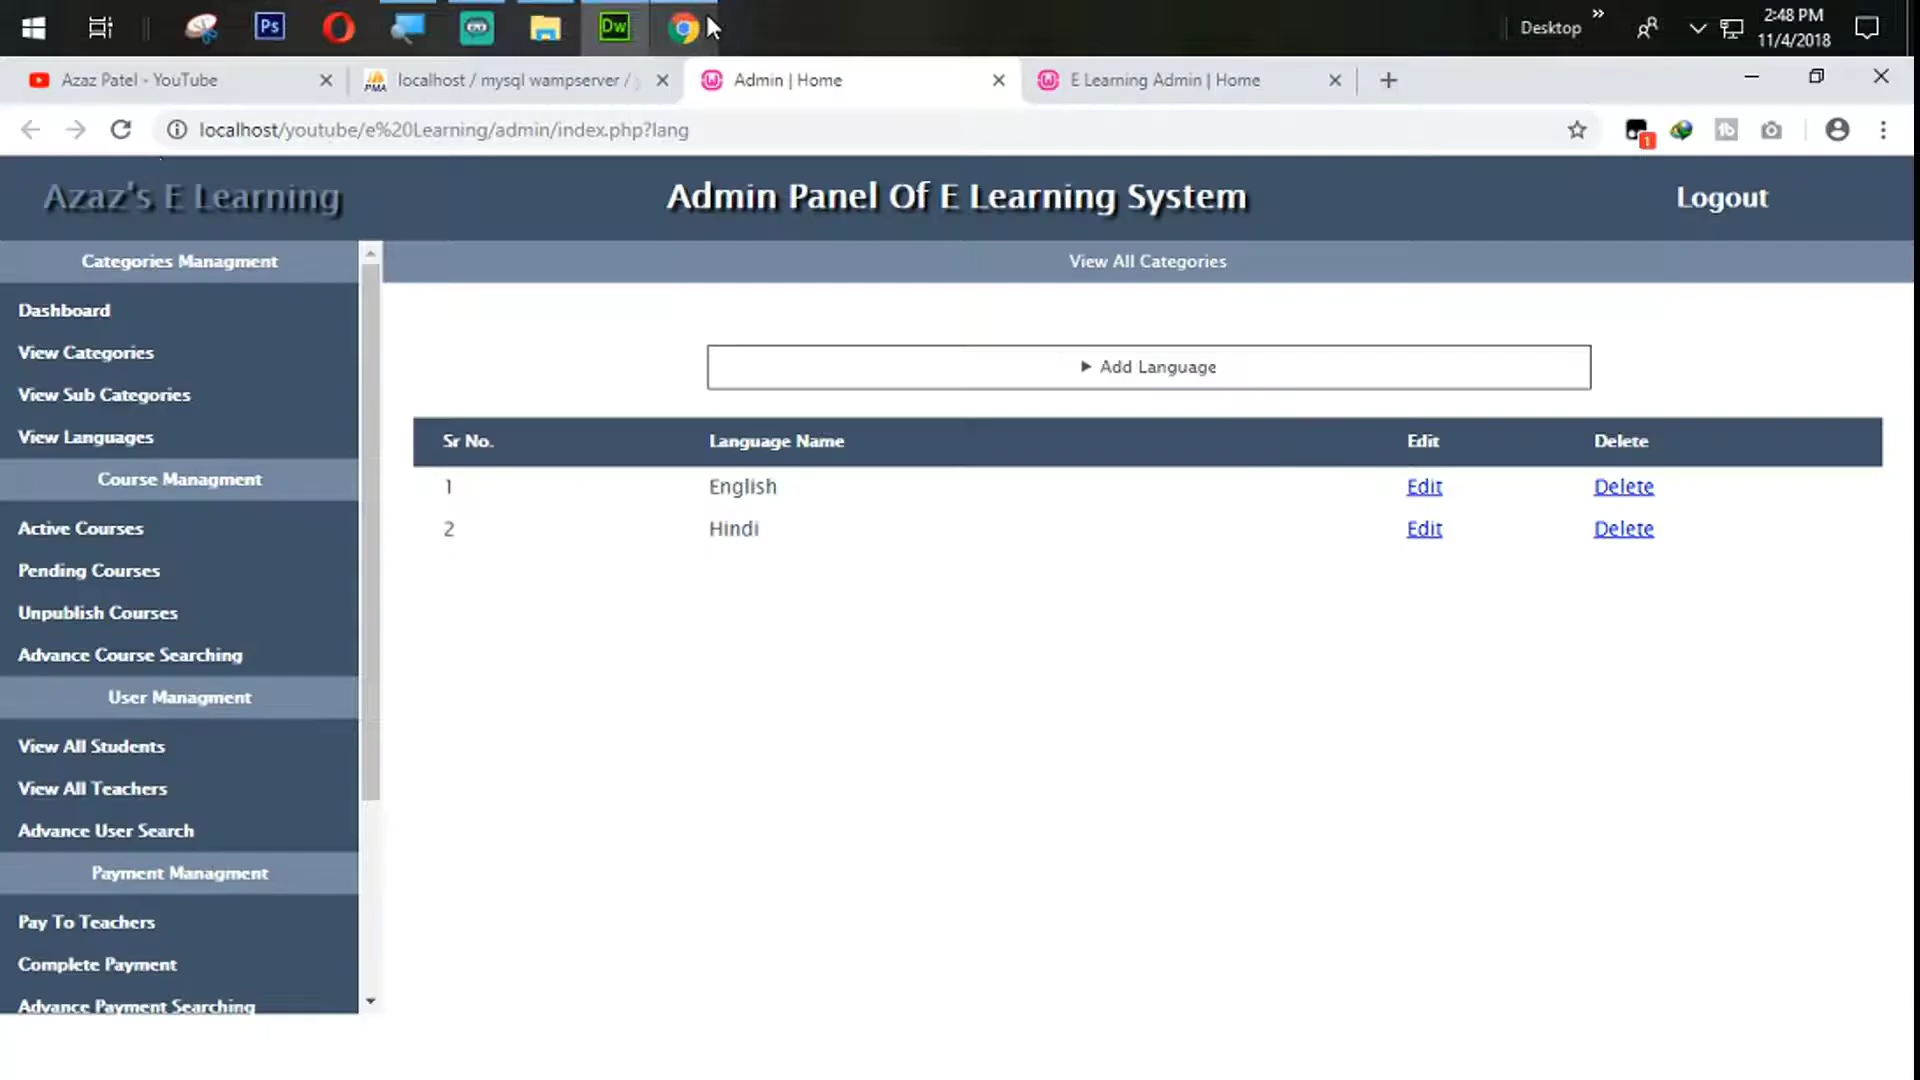 Ps
Dw
Desktop
»
2:48 PM
11/4/2018
Azaz Patel - YouTube
PMA
localhost / mysql wampserver /
Admin | Home
E Learning Admin | Home
localhost/youtube/e%20Learning/admin/index.php?lang
1
Azaz's E Learning
Admin Panel Of E Learning System
Logout
Categories Managment
View All Categories
Dashboard
View Categories
View Sub Categories
View Languages
Course Managment
Active Courses
Pending Courses
Unpublish Courses
Advance Course Searching
User Managment
View All Students
View All Teachers
Advance User Search
Payment Managment
Pay To Teachers
Complete Payment
Advance Payment Searching
Add Language
Sr No. Language Name Edit Delete
1 English Edit Delete
2 Hindi Edit Delete